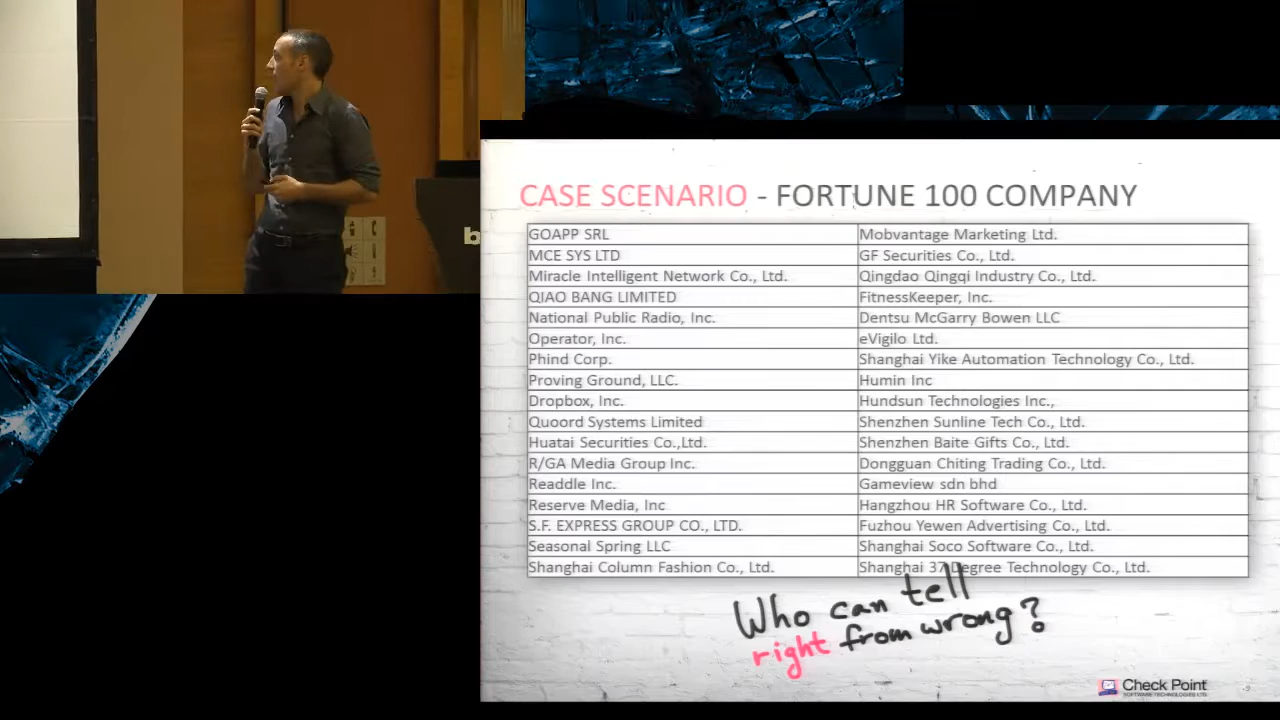 b
CASE SCENARIO - FORTUNE 100 COMPANY
GOAPP SRL Mobvantage Marketing Ltd.
MCE SYS LTD GF Securities Co., Ltd.
Miracle Intelligent Network Co., Ltd. Qingdao Qingqi Industry Co., Ltd.
QIAO BANG LIMITED FitnessKeeper, Inc.
National Public Radio, Inc. Dentsu McGarry Bowen LLC
Operator, Inc. eVigilo Ltd.
Phind Corp. Shanghai Yike Automation Technology Co., Ltd.
Proving Ground, LLC. Humin Inc
Dropbox, Inc. Hundsun Technologies Inc.,
Quoord Systems Limited Shenzhen Sunline Tech Co., Ltd.
Huatai Securities Co.,Ltd. Shenzhen Baite Gifts Co., Ltd.
R/GA Media Group Inc. Dongguan Chiting Trading Co., Ltd.
Readdle Inc. Gameview sdn bhd
Reserve Media, Inc Hangzhou HR Software Co., Ltd.
S.F. EXPRESS GROUP CO., LTD. Fuzhou Yewen Advertising Co., Ltd.
Seasonal Spring LLC Shanghai Soco Software Co., Ltd.
Shanghai Column Fashion Co., Ltd. Shanghai 37 Degree Technology Co., Ltd.
Who can tell
right from wrong?
Check Point
SOFTWARE TECHNOLOGIES LTD.